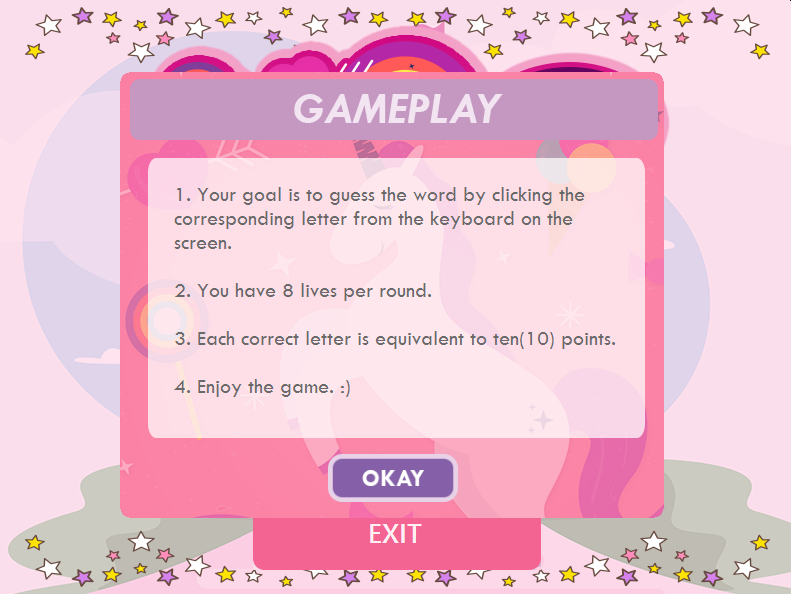 GAMEPLAY
1. Your goal is to guess the word by clicking the
corresponding letter from the keyboard on the
screen.
2. You have 8 lives per round.
3. Each correct letter is equivalent to ten(10) points.
4. Enjoy the game. :)
OKAY
EXIT